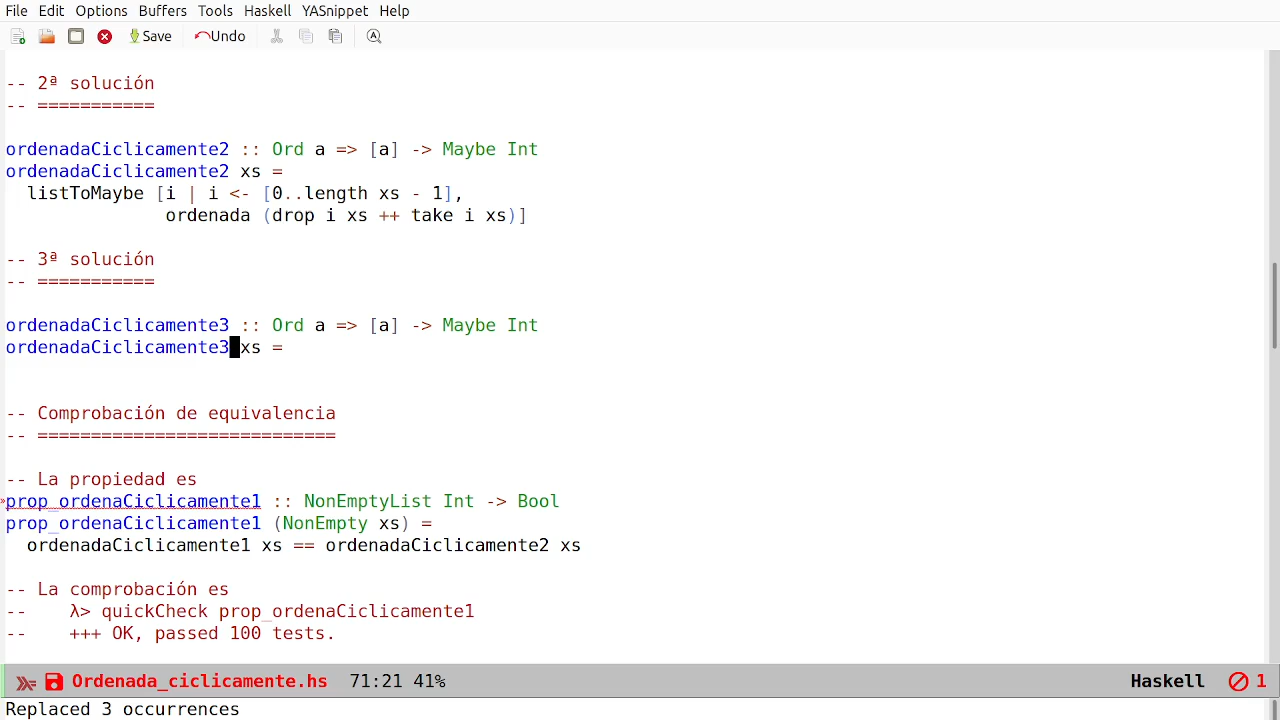 File Edit Options Buffers Tools Haskell YASnippet Help
Save Undo
-- 2ª solución
-- ===========
ordenadaCiclicamente2 :: Ord a => [a] -> Maybe Int
ordenadaCiclicamente2 xs =
  listToMaybe [i | i <- [0..length xs - 1],
               ordenada (drop i xs ++ take i xs)]
-- 3ª solución
-- ===========
ordenadaCiclicamente3 :: Ord a => [a] -> Maybe Int
ordenadaCiclicamente3 xs =
-- Comprobación de equivalencia
-- ============================
-- La propiedad es
prop_ordenaCiclicamente1 :: NonEmptyList Int -> Bool
prop_ordenaCiclicamente1 (NonEmpty xs) =
  ordenadaCiclicamente1 xs == ordenadaCiclicamente2 xs
-- La comprobación es
--    λ> quickCheck prop_ordenaCiclicamente1
--    +++ OK, passed 100 tests.
Ordenada_ciclicamente.hs 71:21 41% Haskell 1
Replaced 3 occurrences